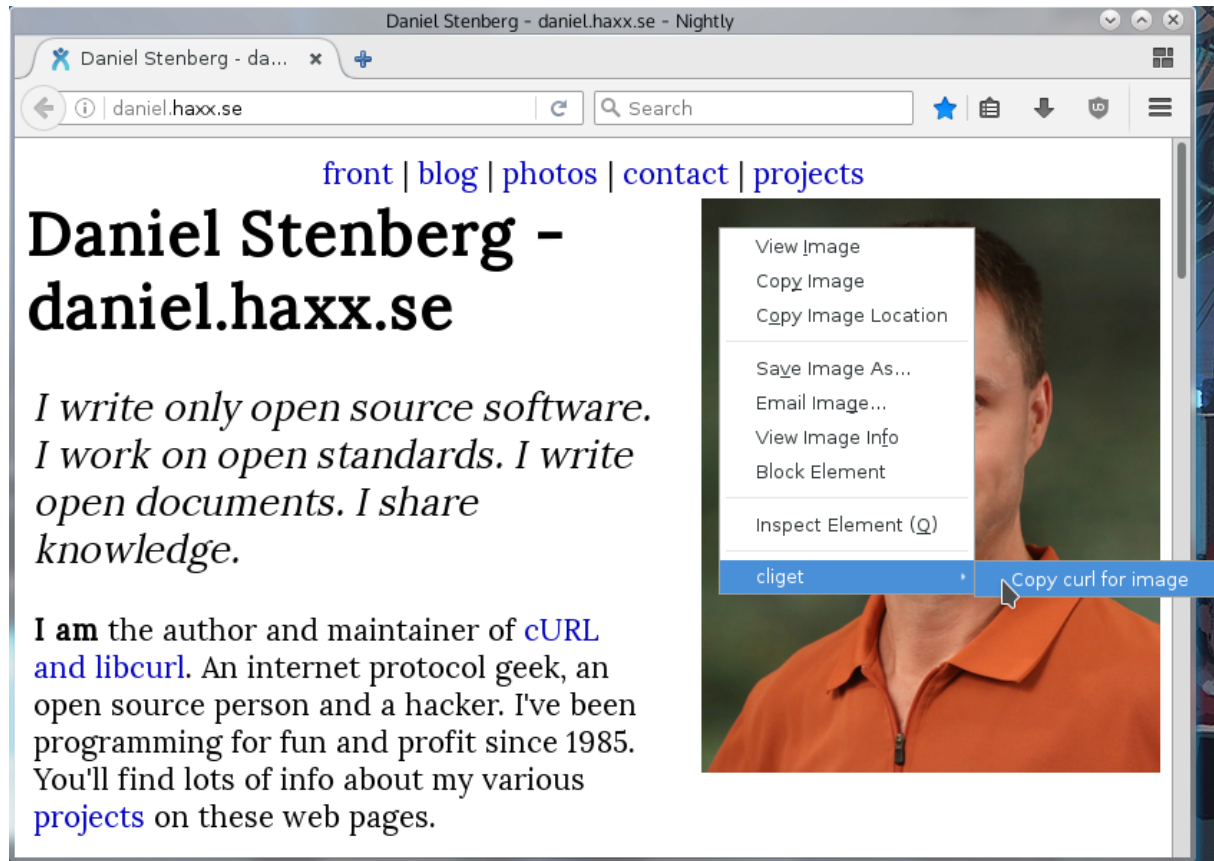 Daniel Stenberg - daniel.haxx.se - Nightly
Daniel Stenberg - da...
daniel.haxx.se
Search
front | blog | photos | contact | projects
Daniel Stenberg -
daniel.haxx.se
I write only open source software.
I work on open standards. I write
open documents. I share
knowledge.
I am the author and maintainer of cURL
and libcurl. An internet protocol geek, an
open source person and a hacker. I've been
programming for fun and profit since 1985.
You'll find lots of info about my various
projects on these web pages.
View Image
Copy Image
Copy Image Location
Save Image As...
Email Image...
View Image Info
Block Element
Inspect Element (Q)
cliget
Copy curl for image